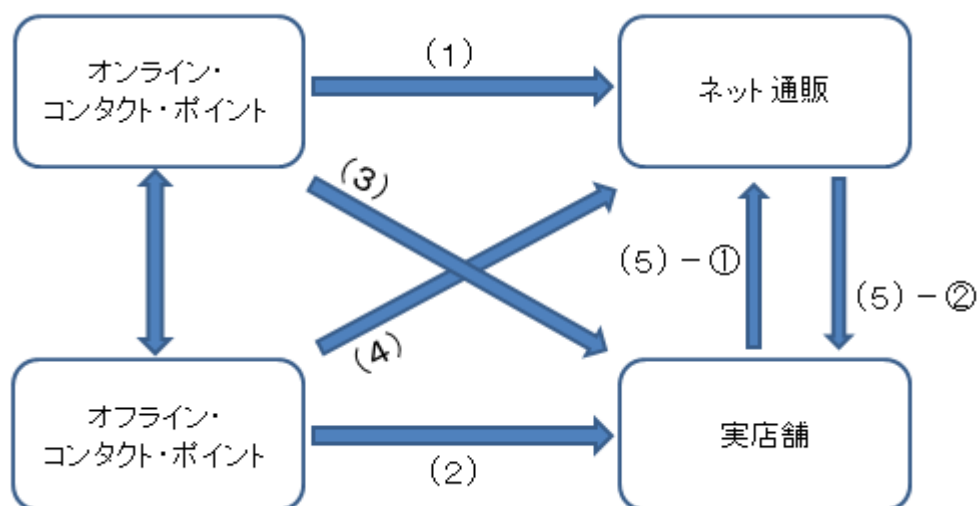 オンライン・
コンタクト・ポイント
(1)
ネット通販
(3)
(4)
(5)－①
(5)－②
オフライン・
コンタクト・ポイント
(2)
実店舗